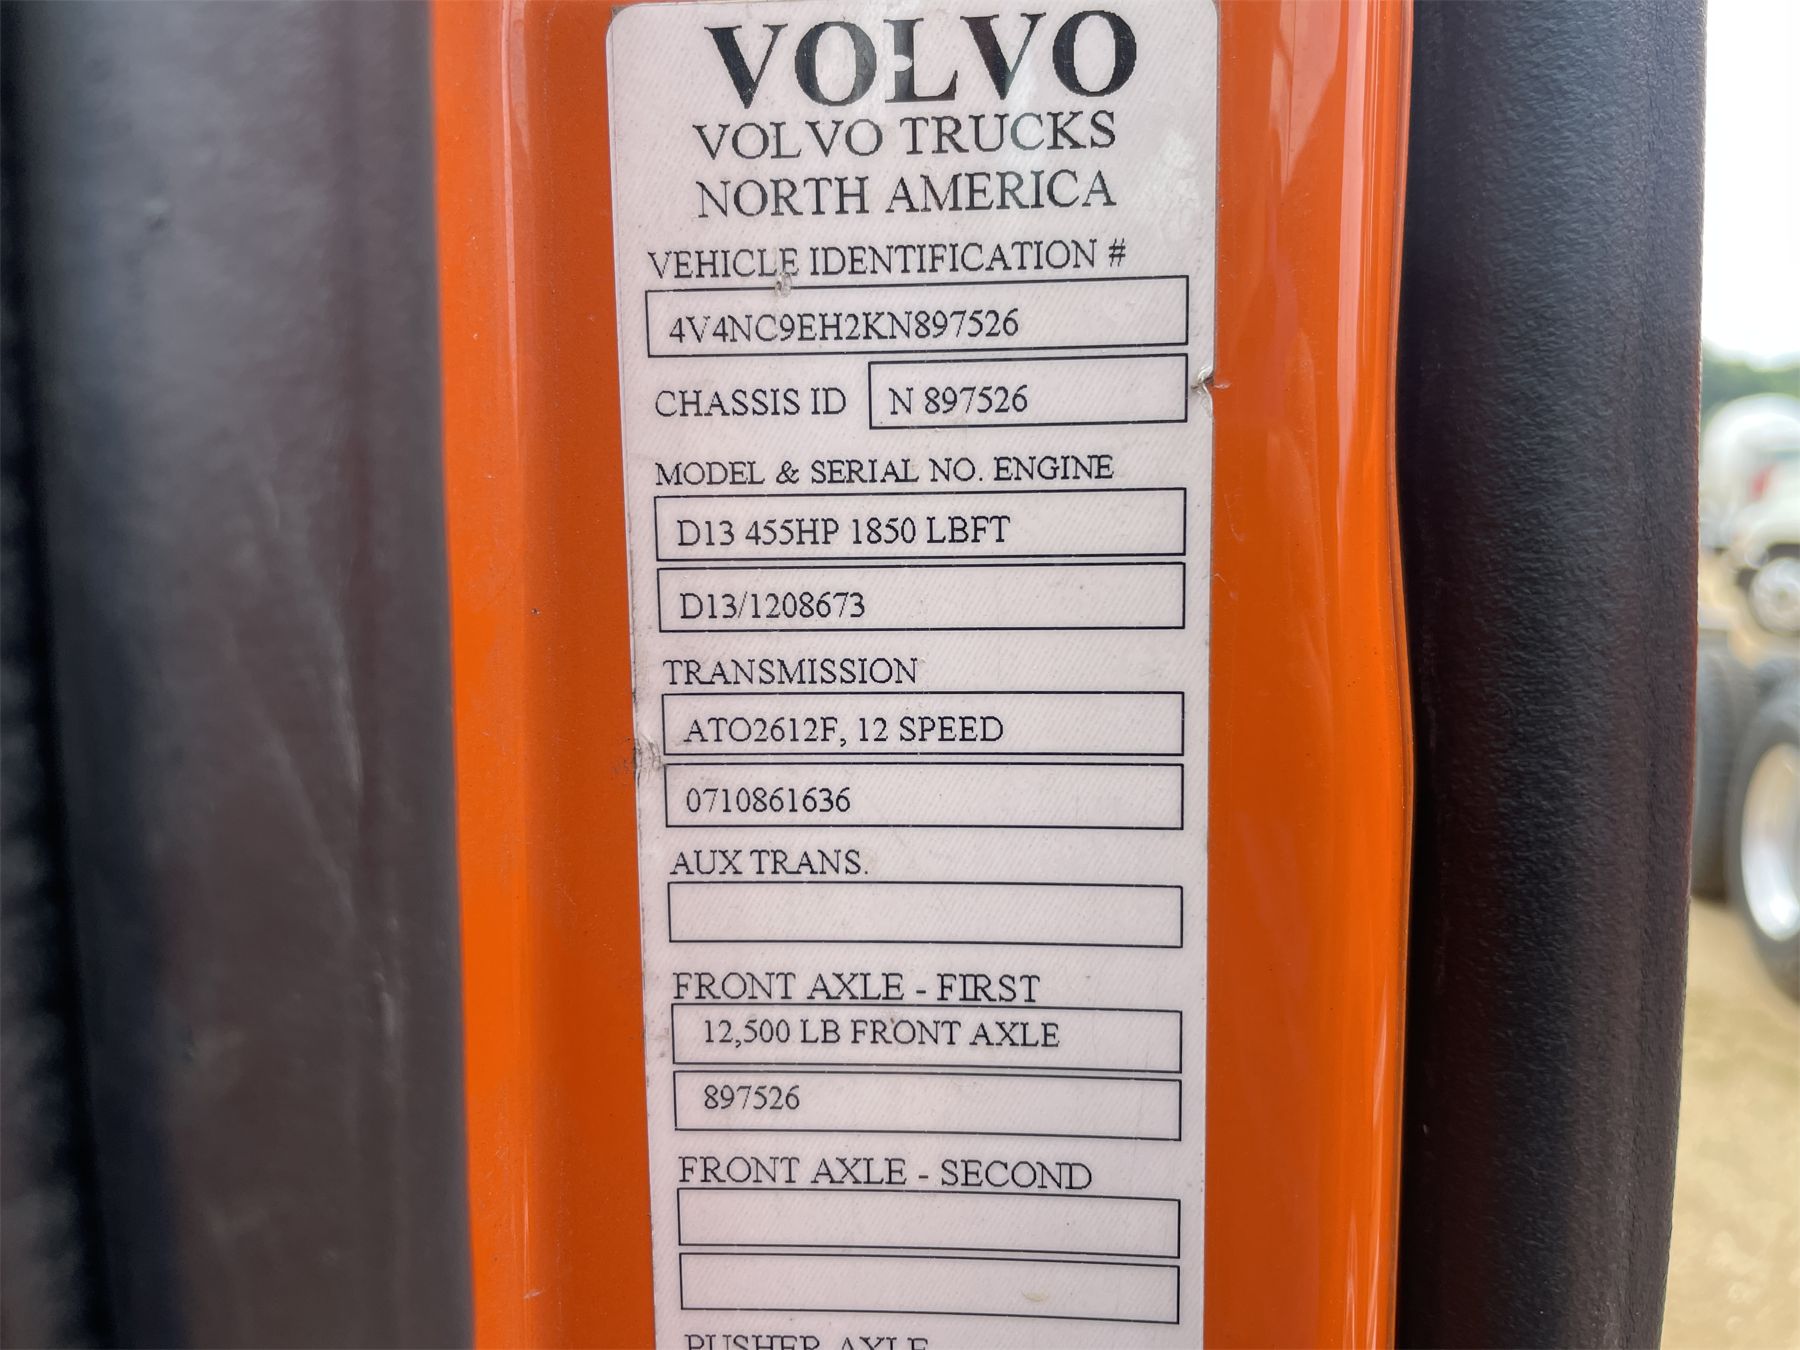 VOLVO
VOLVO TRUCKS
NORTH AMERICA
VEHICLE IDENTIFICATION #
4V4NC9EH2KN897526
CHASSIS ID N 897526
MODEL & SERIAL NO. ENGINE
D13 455HP 1850 LBFT
D13/1208673
TRANSMISSION
ATO2612F, 12 SPEED
0710861636
AUX TRANS.
FRONT AXLE - FIRST
12,500 LB FRONT AXLE
897526
FRONT AXLE - SECOND
PUSHER AXLE